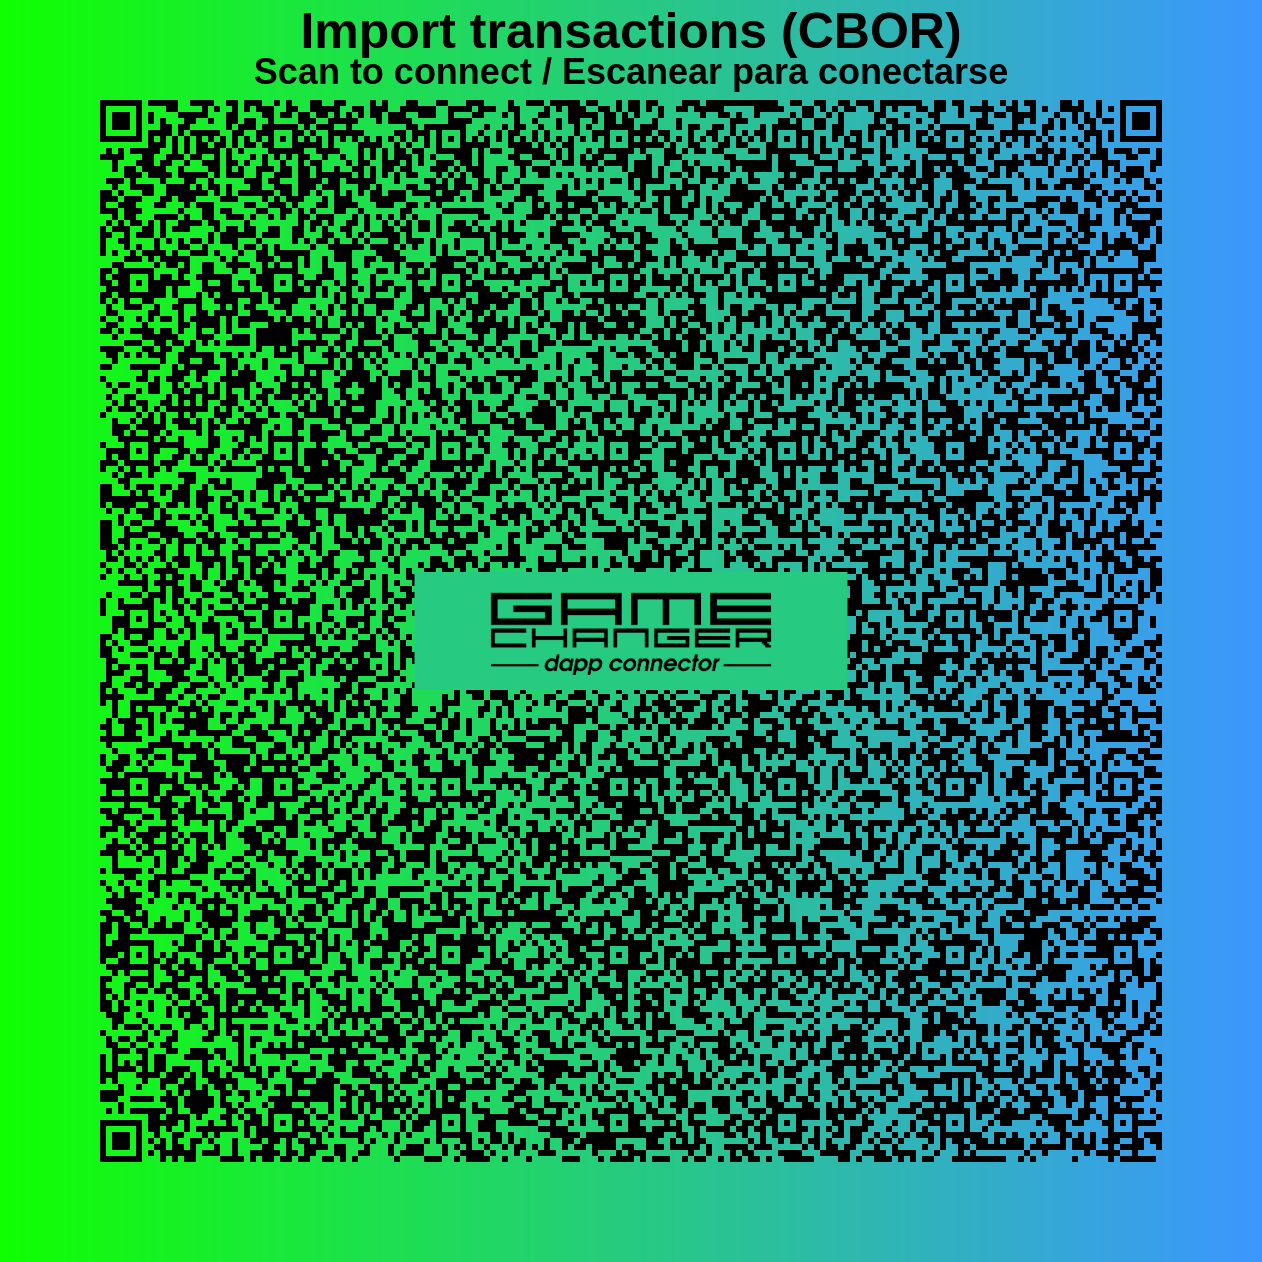 Import transactions (CBOR)
Scan to connect / Escanear para conectarse
GAME
CHANGER
dapp connector